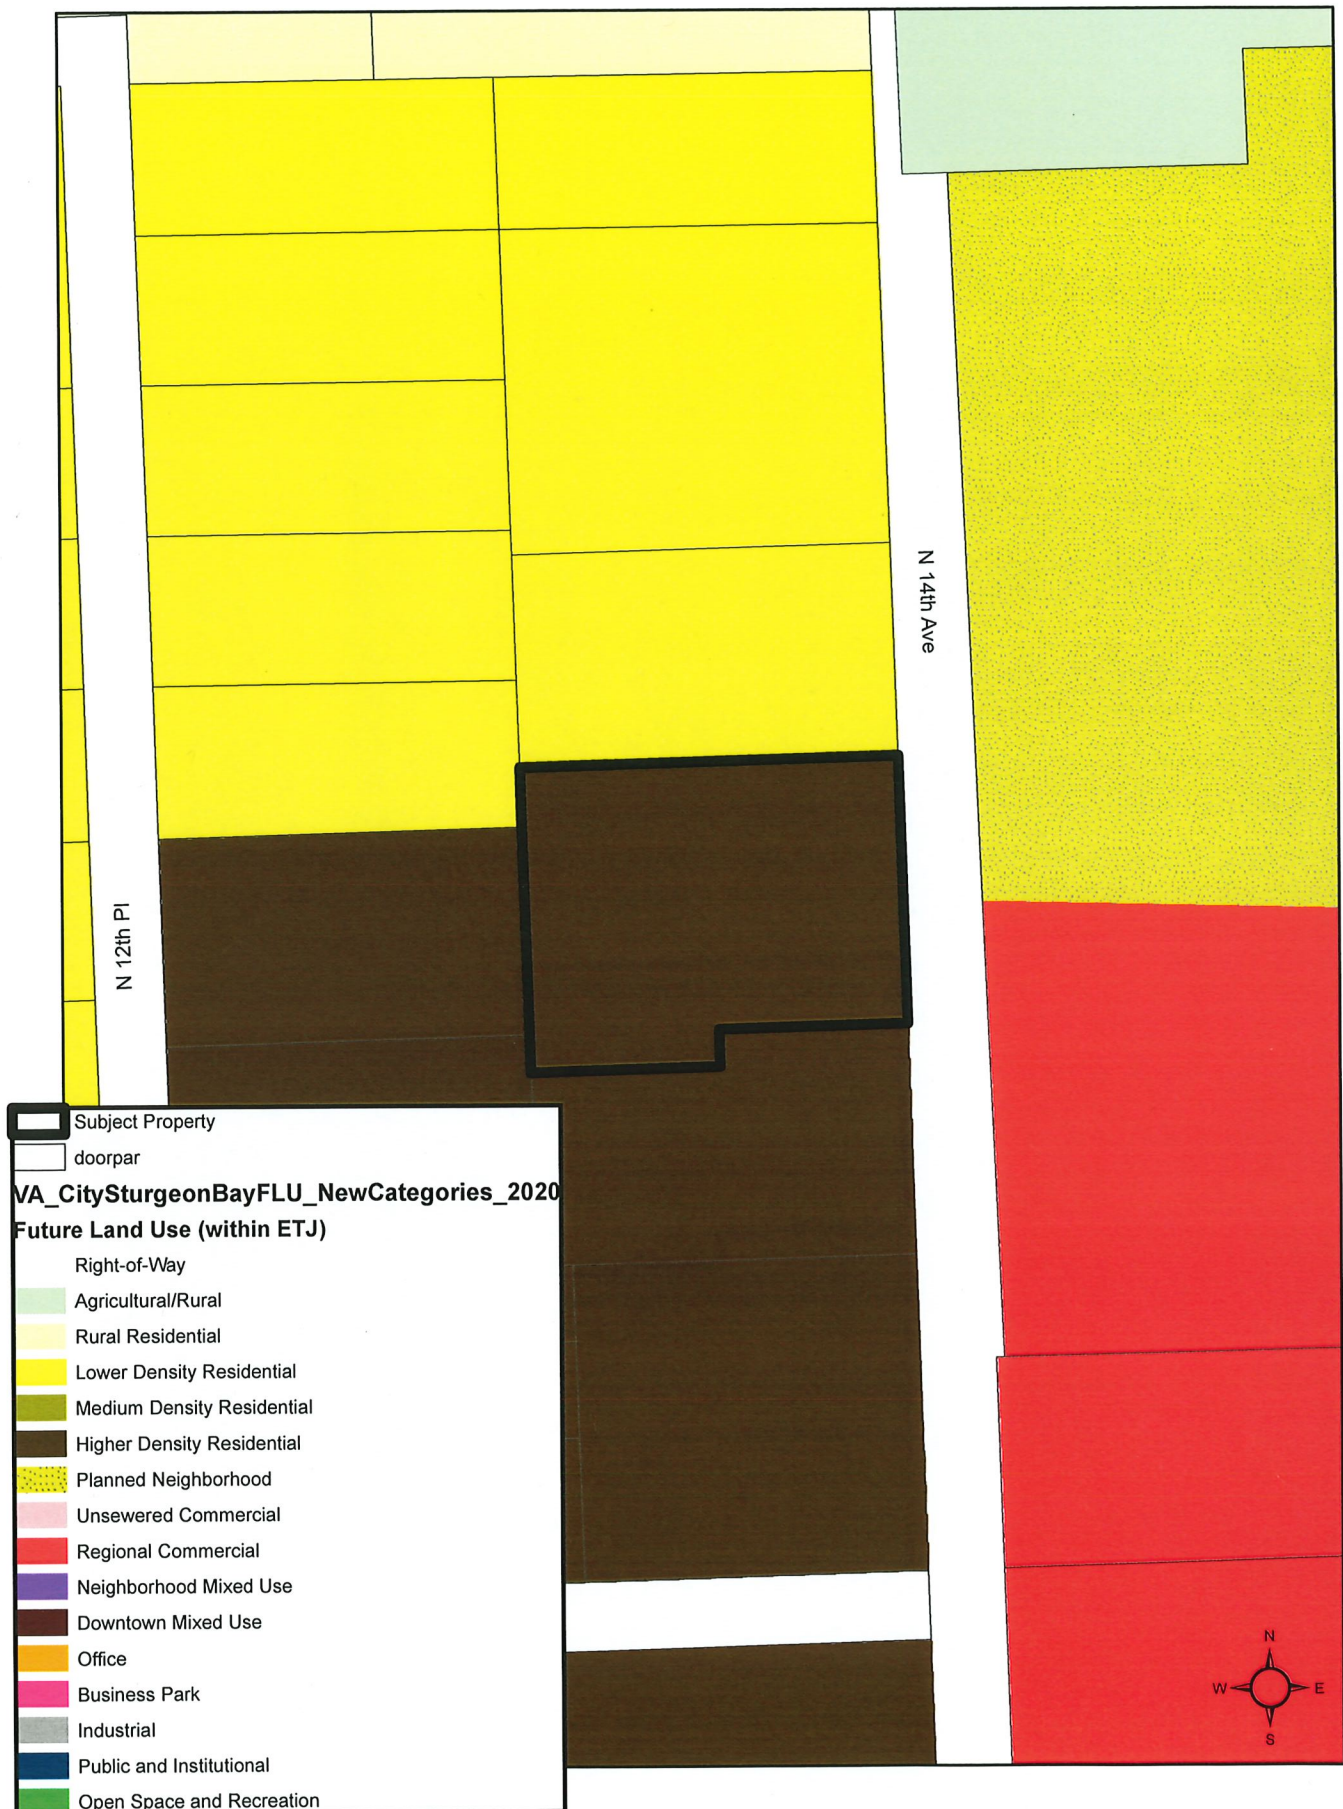 N 14th Ave
N 12th Pl
Subject Property
doorpar
VA_CitySturgeonBayFLU_NewCategories_2020
Future Land Use (within ETJ)
Right-of-Way
Agricultural/Rural
Rural Residential
Lower Density Residential
Medium Density Residential
Higher Density Residential
Planned Neighborhood
Unsewered Commercial
Regional Commercial
Neighborhood Mixed Use
Downtown Mixed Use
Office
Business Park
Industrial
Public and Institutional
Open Space and Recreation
N
W E
S